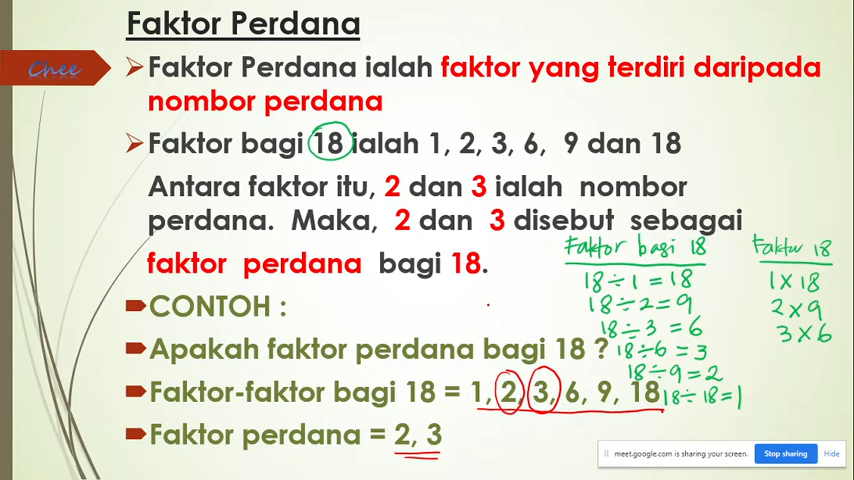 Faktor Perdana
Chee
Faktor Perdana ialah faktor yang terdiri daripada
nombor perdana
Faktor bagi 18 ialah 1, 2, 3, 6, 9 dan 18
Antara faktor itu, 2 dan 3 ialah nombor
perdana. Maka, 2 dan 3 disebut sebagai
faktor perdana bagi 18.
CONTOH :
Apakah faktor perdana bagi 18 ?
Faktor-faktor bagi 18 = 1, 2, 3, 6, 9, 18
Faktor perdana = 2, 3
Faktor bagi 18
18 ÷ 1 = 18
18 ÷ 2 = 9
18 ÷ 3 = 6
18 ÷ 6 = 3
18 ÷ 9 = 2
18 ÷ 18 = 1
Faktor 18
1 × 18
2 × 9
3 × 6
meet.google.com is sharing your screen.
Stop sharing
Hide